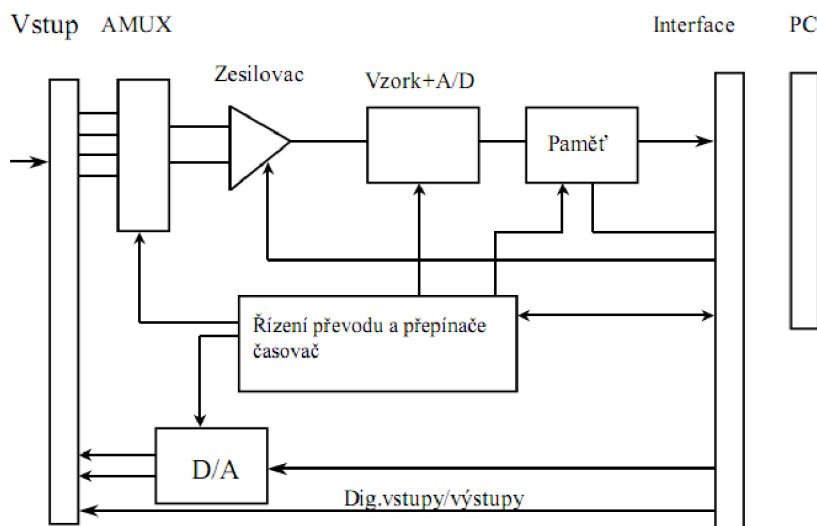 Vstup AMUX Interface PC
Zesilovac Vzork+A/D
Paměť
Řízení převodu a přepínače
časovač
D/A
Dig.vstupy/výstupy